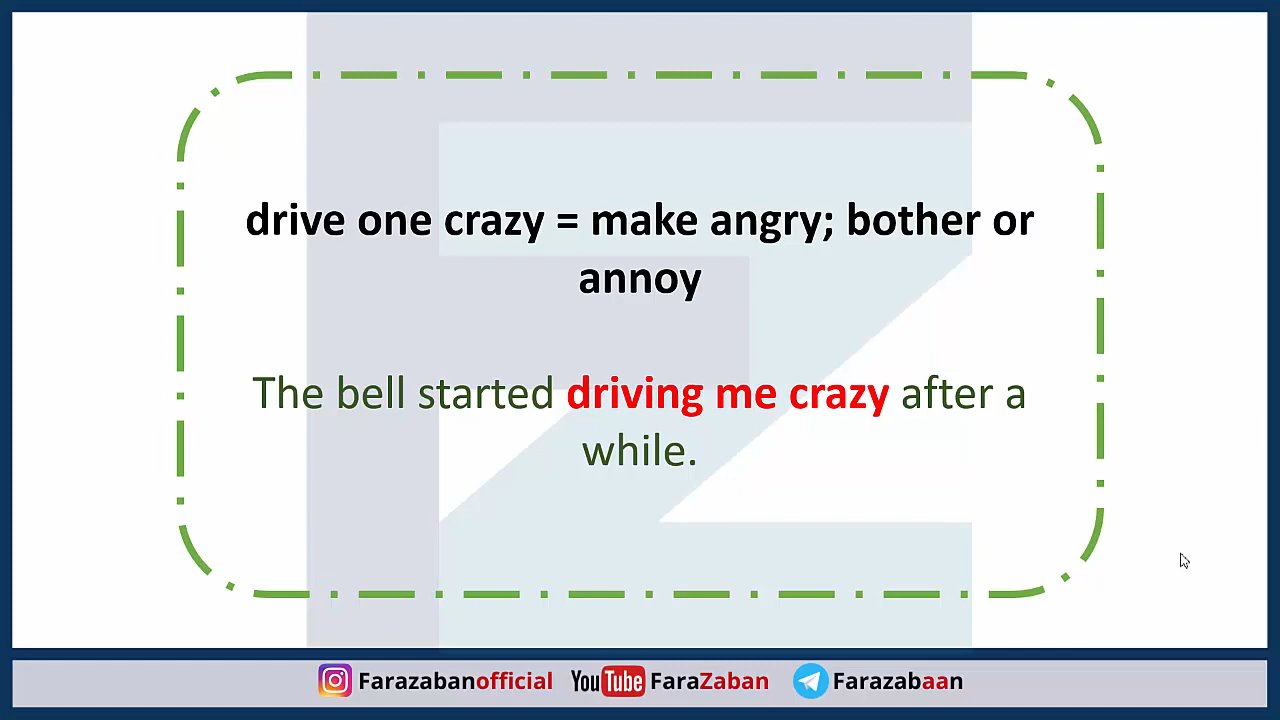 drive one crazy = make angry; bother or
annoy
The bell started driving me crazy after a
while.
Farazabanofficial YouTube FaraZaban Farazabaan